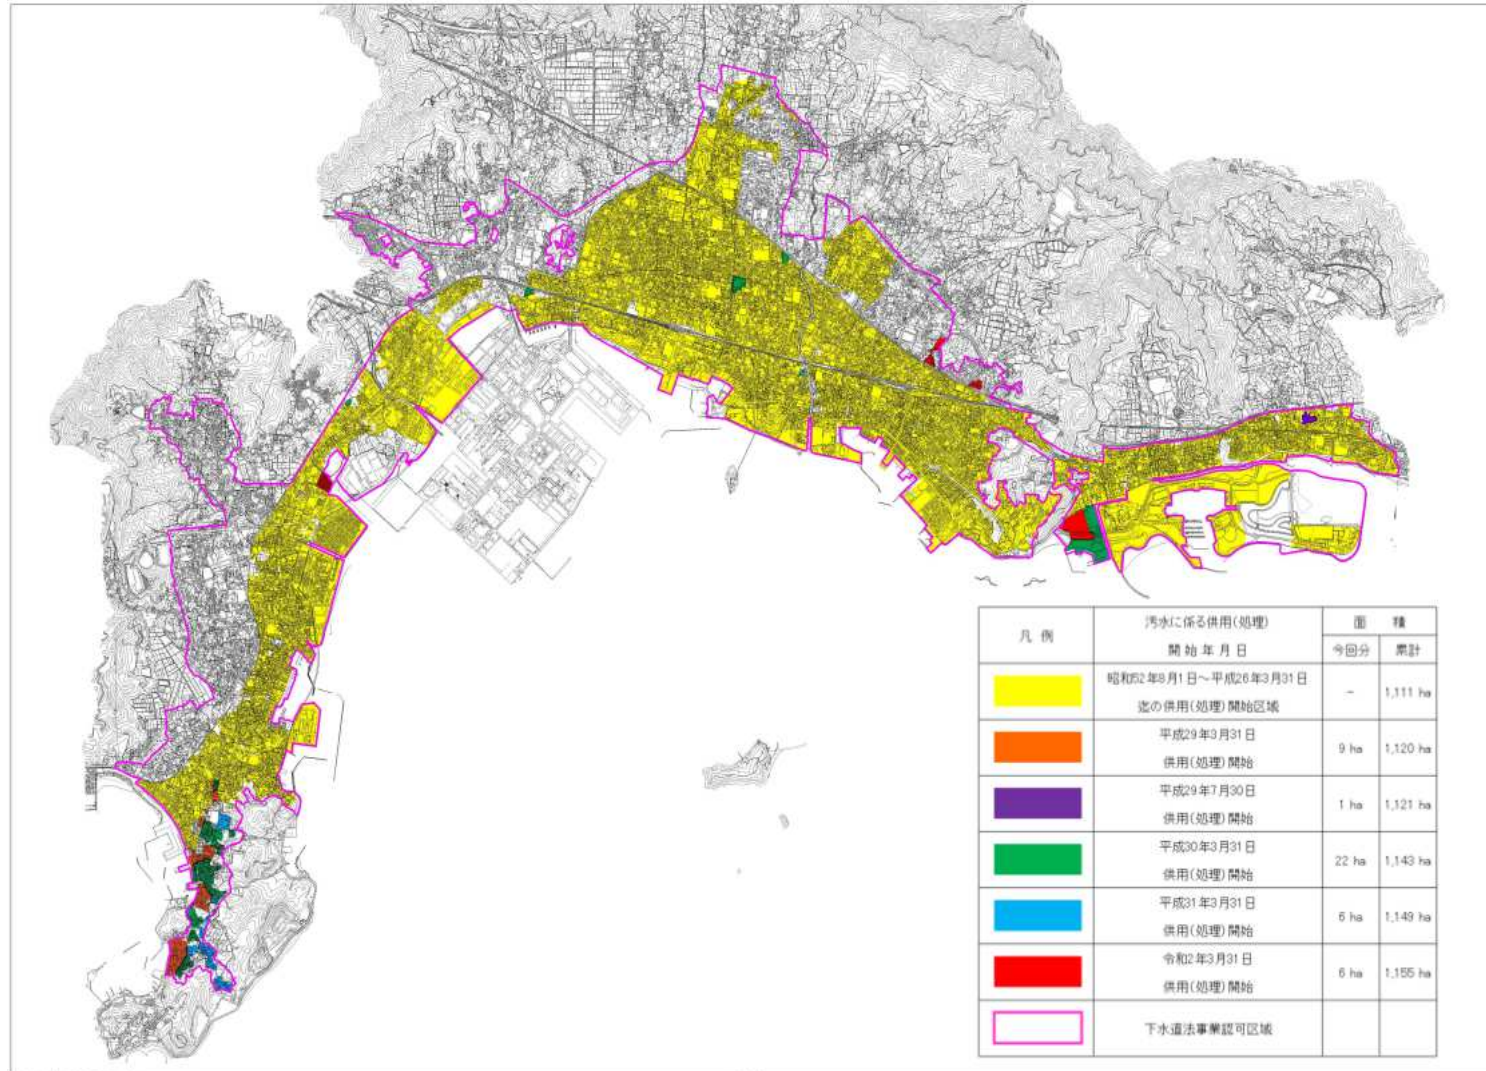 凡 例
汚水に係る供用(処理)
開 始 年 月 日
面 積
今回分
累計
昭和52年8月1日～平成26年3月31日
迄の供用(処理)開始区域
-
1,111 ha
平成29年3月31日
供用(処理)開始
9 ha
1,120 ha
平成29年7月30日
供用(処理)開始
1 ha
1,121 ha
平成30年3月31日
供用(処理)開始
22 ha
1,143 ha
平成31年3月31日
供用(処理)開始
6 ha
1,149 ha
令和2年3月31日
供用(処理)開始
6 ha
1,155 ha
下水道法事業認可区域